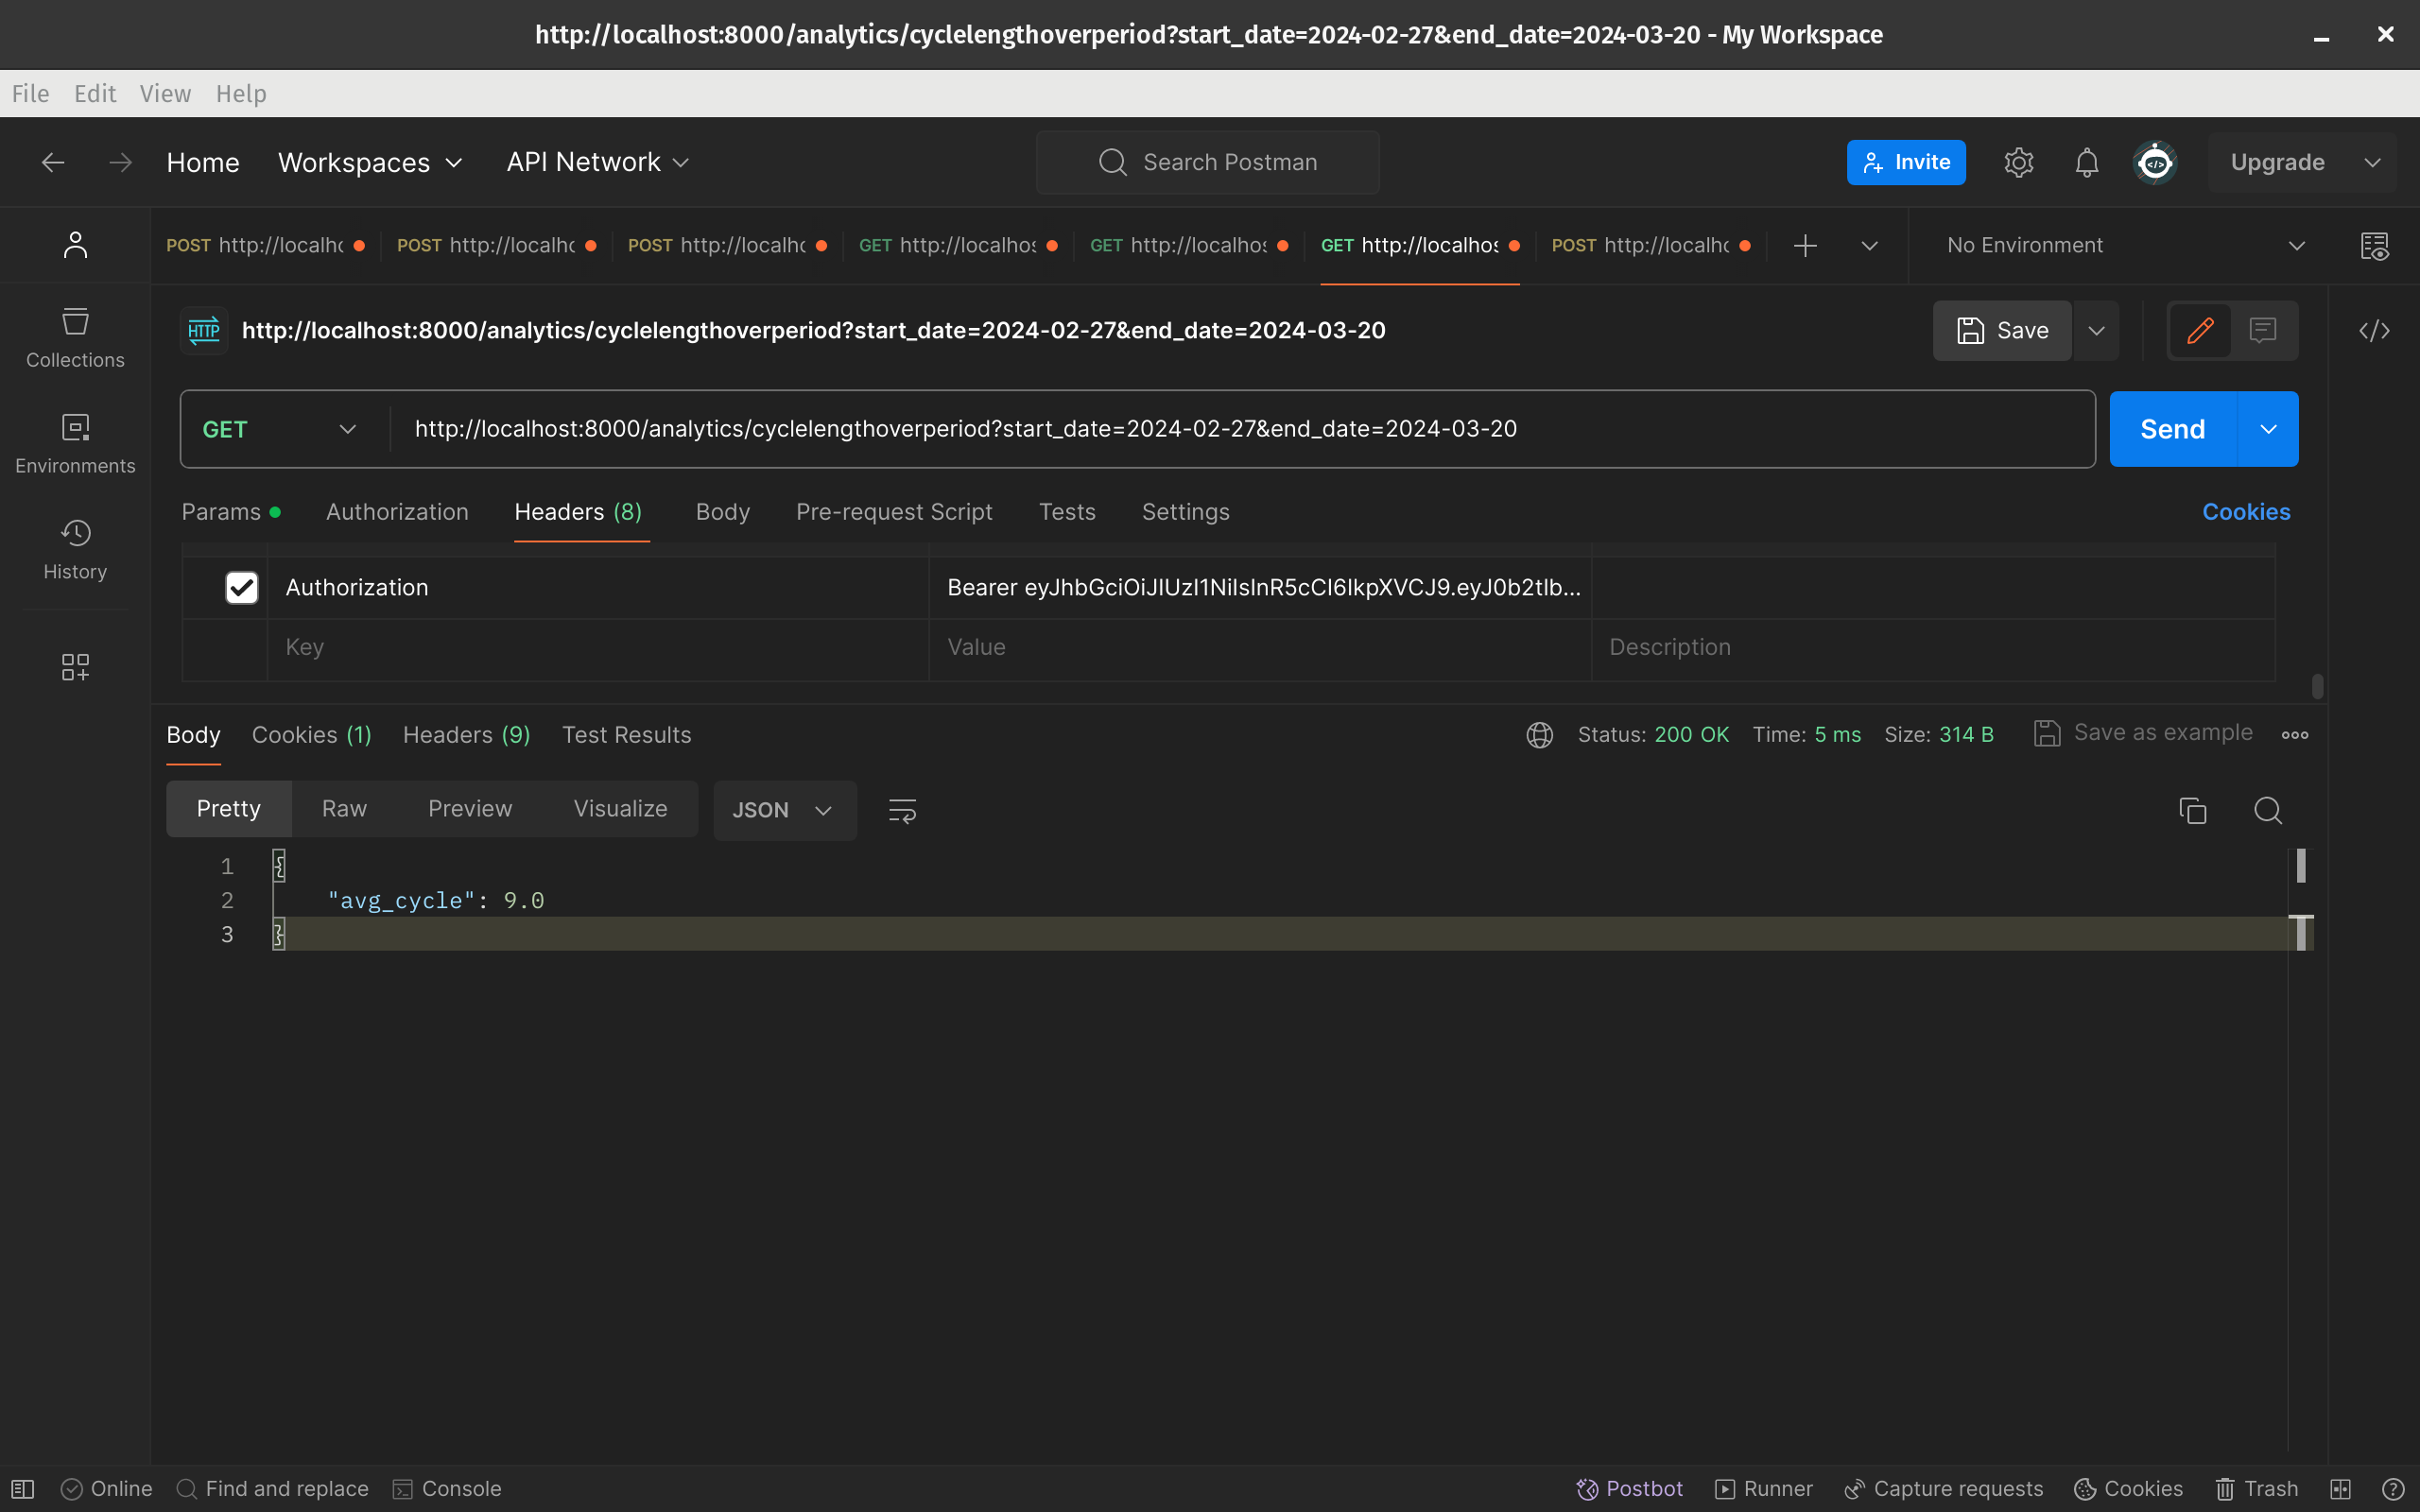 http://localhost:8000/analytics/cyclelengthoverperiod?start_date=2024-02-27&end_date=2024-03-20 - My Workspace
File Edit View Help
Home Workspaces API Network Search Postman Invite Upgrade
POST http://localhc POST http://localhc POST http://localhc GET http://localhos GET http://localhos GET http://localhos POST http://localhc No Environment
HTTP http://localhost:8000/analytics/cyclelengthoverperiod?start_date=2024-02-27&end_date=2024-03-20 Save
Collections
Environments
History
GET http://localhost:8000/analytics/cyclelengthoverperiod?start_date=2024-02-27&end_date=2024-03-20 Send
Params Authorization Headers (8) Body Pre-request Script Tests Settings Cookies
Authorization Bearer eyJhbGciOiJIUzI1NiIsInR5cCI6IkpXVCJ9.eyJ0b2tlb...
Key Value Description
Body Cookies (1) Headers (9) Test Results Status: 200 OK Time: 5 ms Size: 314 B Save as example
Pretty Raw Preview Visualize JSON
1 {
2 "avg_cycle": 9.0
3 }
Online Find and replace Console Postbot Runner Capture requests Cookies Trash